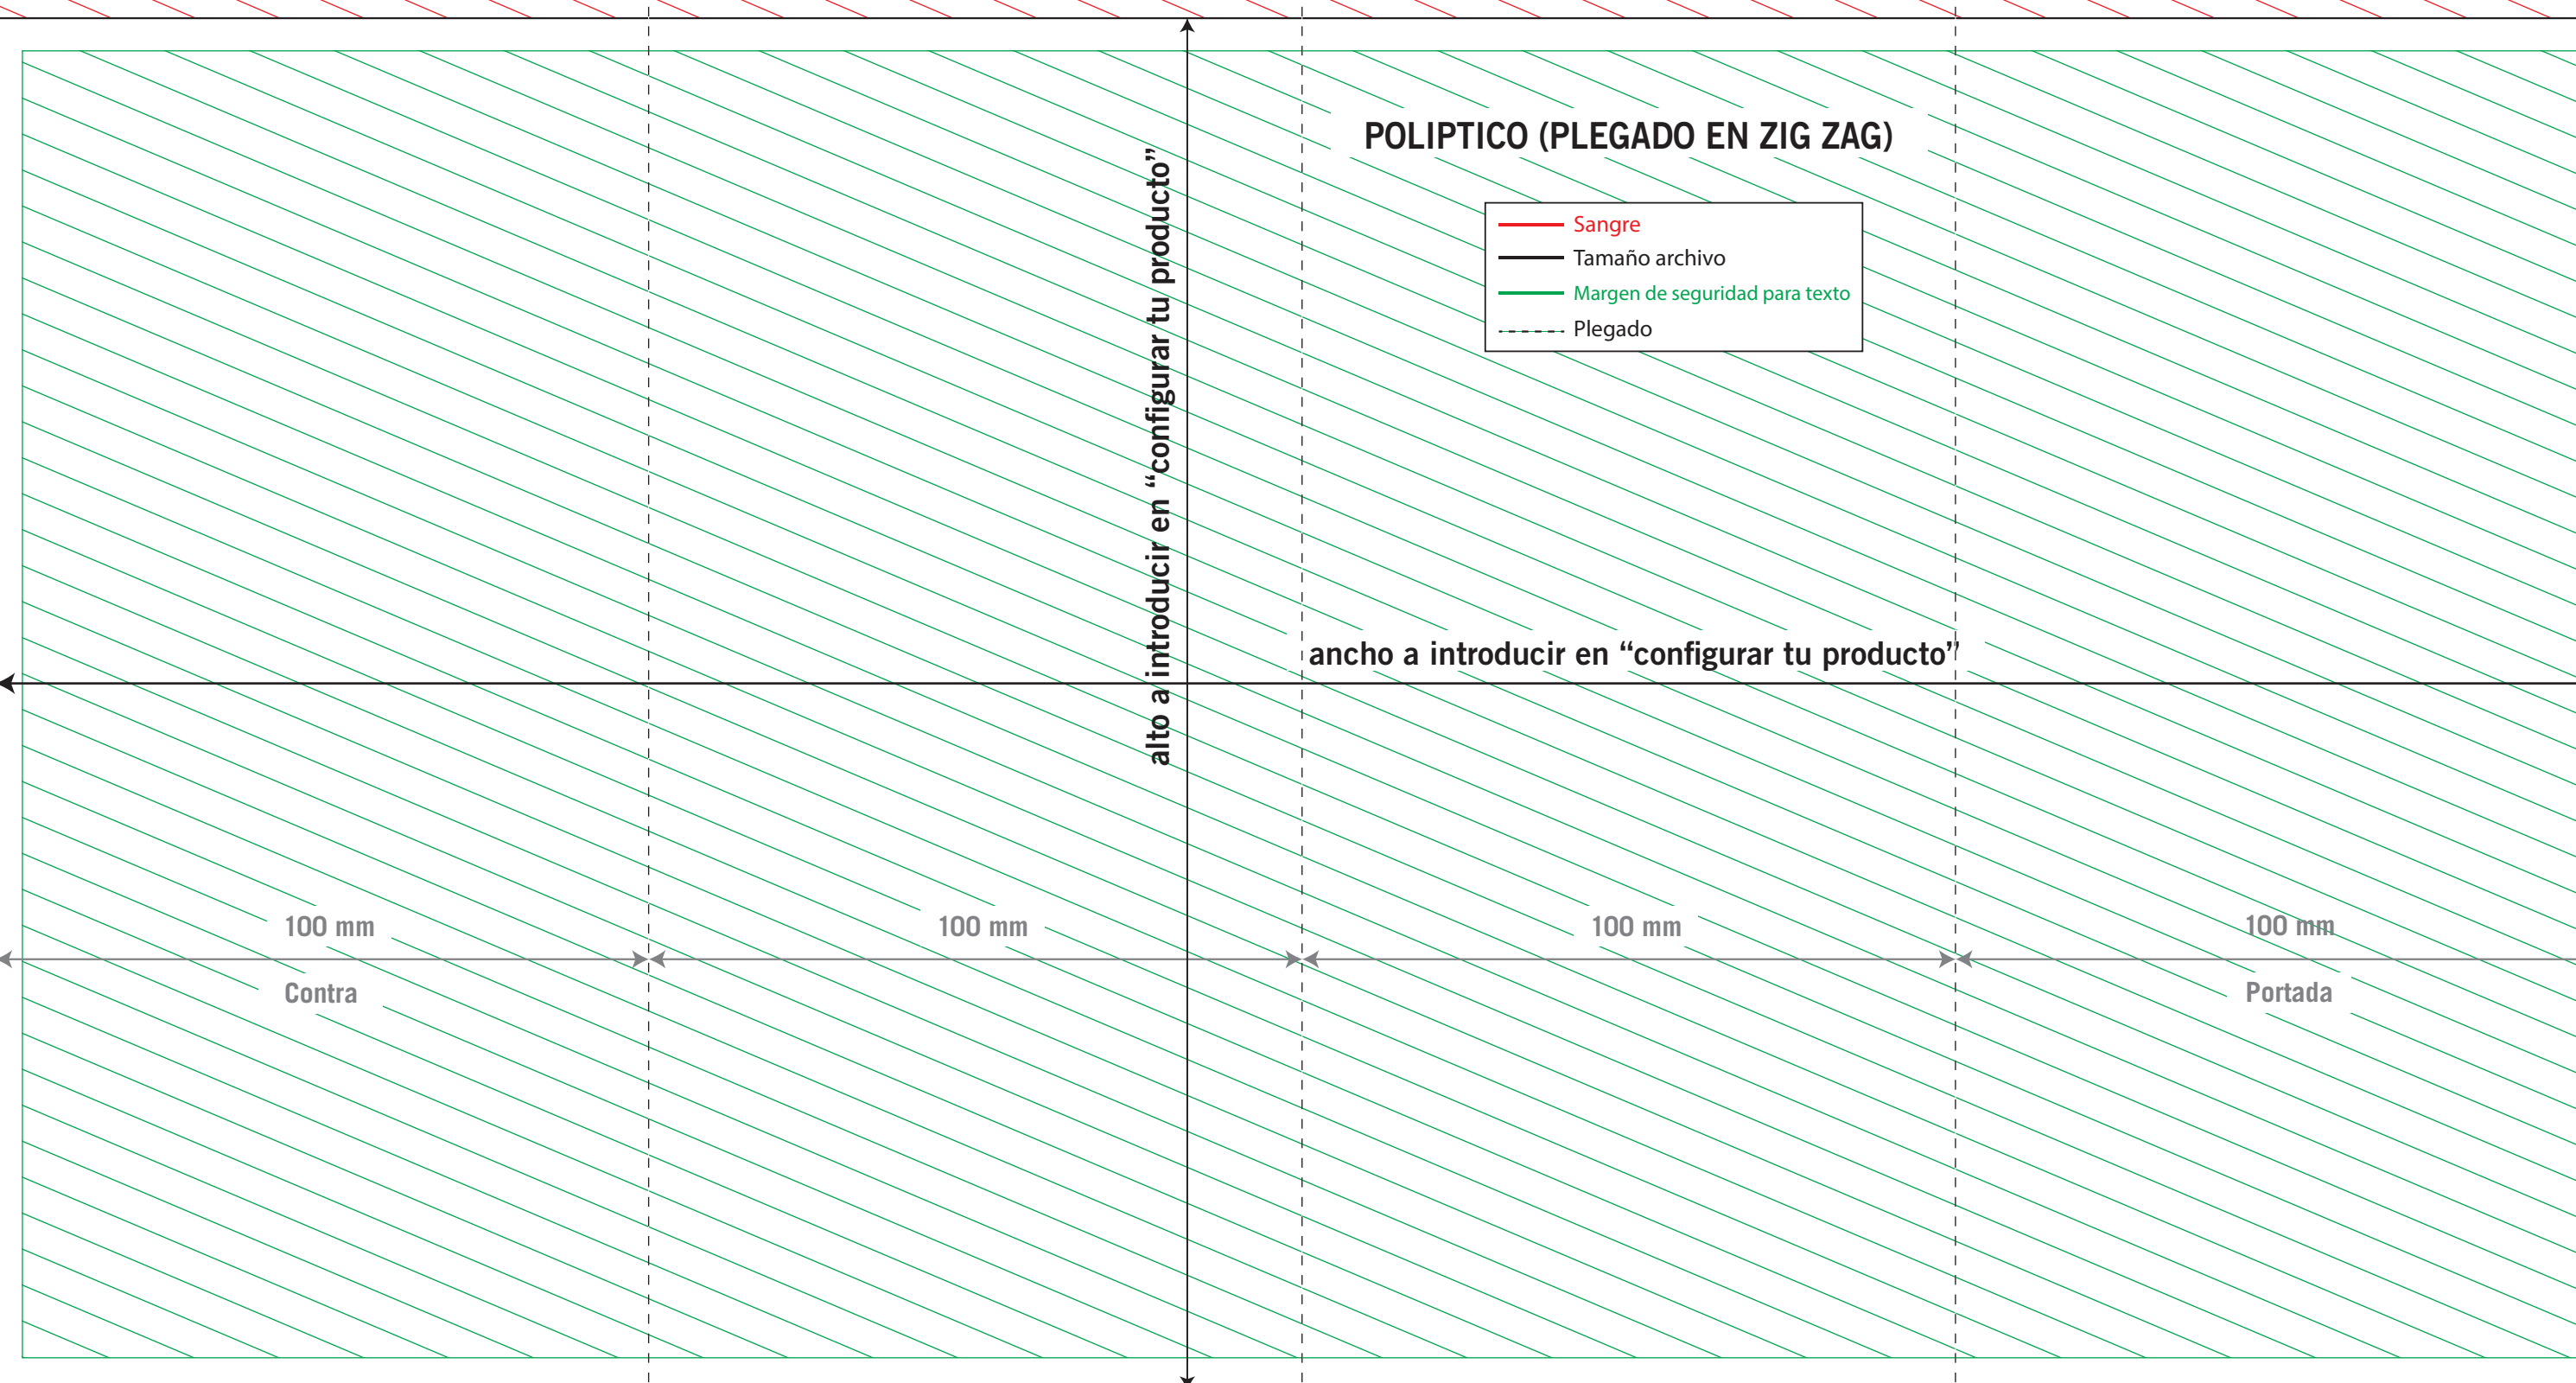 POLIPTICO (PLEGADO EN ZIG ZAG)
Sangre
Tamaño archivo
Margen de seguridad para texto
Plegado
alto a introducir en “configurar tu producto”
ancho a introducir en “configurar tu producto”
100 mm
100 mm
100 mm
100 mm
Contra
Portada